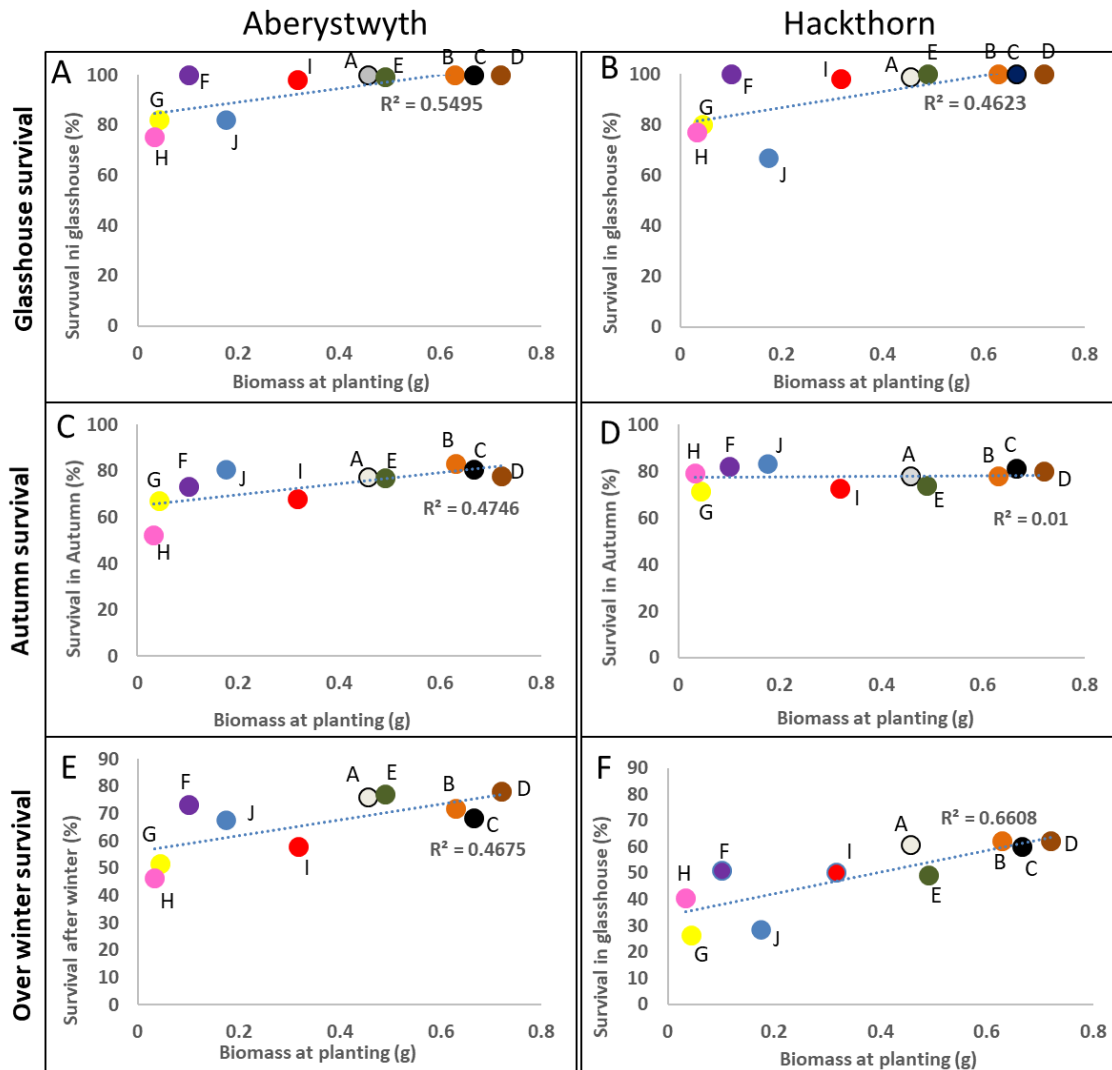 Aberystwyth
Hackthorn
Glasshouse survival
A
Survuval ni glasshouse (%)
100
80
60
40
20
0
0
0.2
0.4
0.6
0.8
Biomass at planting (g)
F
G
H
I
J
A
E
B
C
D
R² = 0.5495
B
Survival in glasshouse (%)
100
80
60
40
20
0
0
0.2
0.4
0.6
0.8
Biomass at planting (g)
F
G
H
I
J
A
E
B
C
D
R² = 0.4623
Autumn survival
C
Survival in Autumn (%)
100
80
60
40
20
0
0
0.2
0.4
0.6
0.8
Biomass at planting (g)
G
F
H
J
I
A
E
B
C
D
R² = 0.4746
D
Survival in Autumn (%)
100
80
60
40
20
0
0
0.2
0.4
0.6
0.8
Biomass at planting (g)
H
F
J
G
I
A
E
B
C
D
R² = 0.01
Over winter survival
E
Survival after winter (%)
90
80
70
60
50
40
30
20
10
0
0
0.2
0.4
0.6
0.8
Biomass at planting (g)
F
G
H
J
I
A
E
B
C
D
R² = 0.4675
F
Survival in glasshouse (%)
90
80
70
60
50
40
30
20
10
0
0
0.2
0.4
0.6
0.8
Biomass at planting (g)
H
F
G
J
I
A
E
B
C
D
R² = 0.6608